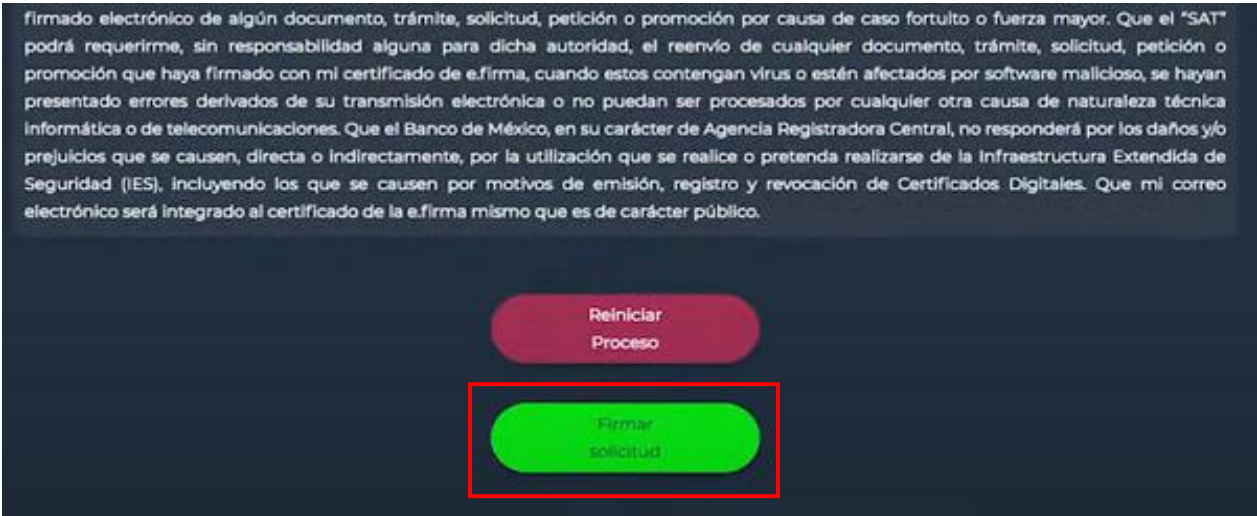 firmado electrónico de algún documento, trámite, solicitud, petición o promoción por causa de caso fortuito o fuerza mayor. Que el "SAT"
podrá requerirme, sin responsabilidad alguna para dicha autoridad, el reenvío de cualquier documento, trámite, solicitud, petición o
promoción que haya firmado con mi certificado de e.firma, cuando estos contengan virus o estén afectados por software malicioso, se hayan
presentado errores derivados de su transmisión electrónica o no puedan ser procesados por cualquier otra causa de naturaleza técnica
informática o de telecomunicaciones. Que el Banco de México, en su carácter de Agencia Registradora Central, no responderá por los daños y/o
prejuicios que se causen, directa o indirectamente, por la utilización que se realice o pretenda realizarse de la Infraestructura Extendida de
Seguridad (IES), incluyendo los que se causen por motivos de emisión, registro y revocación de Certificados Digitales. Que mi correo
electrónico será integrado al certificado de la e.firma mismo que es de carácter público.
Reiniciar
Proceso
Firmar
solicitud